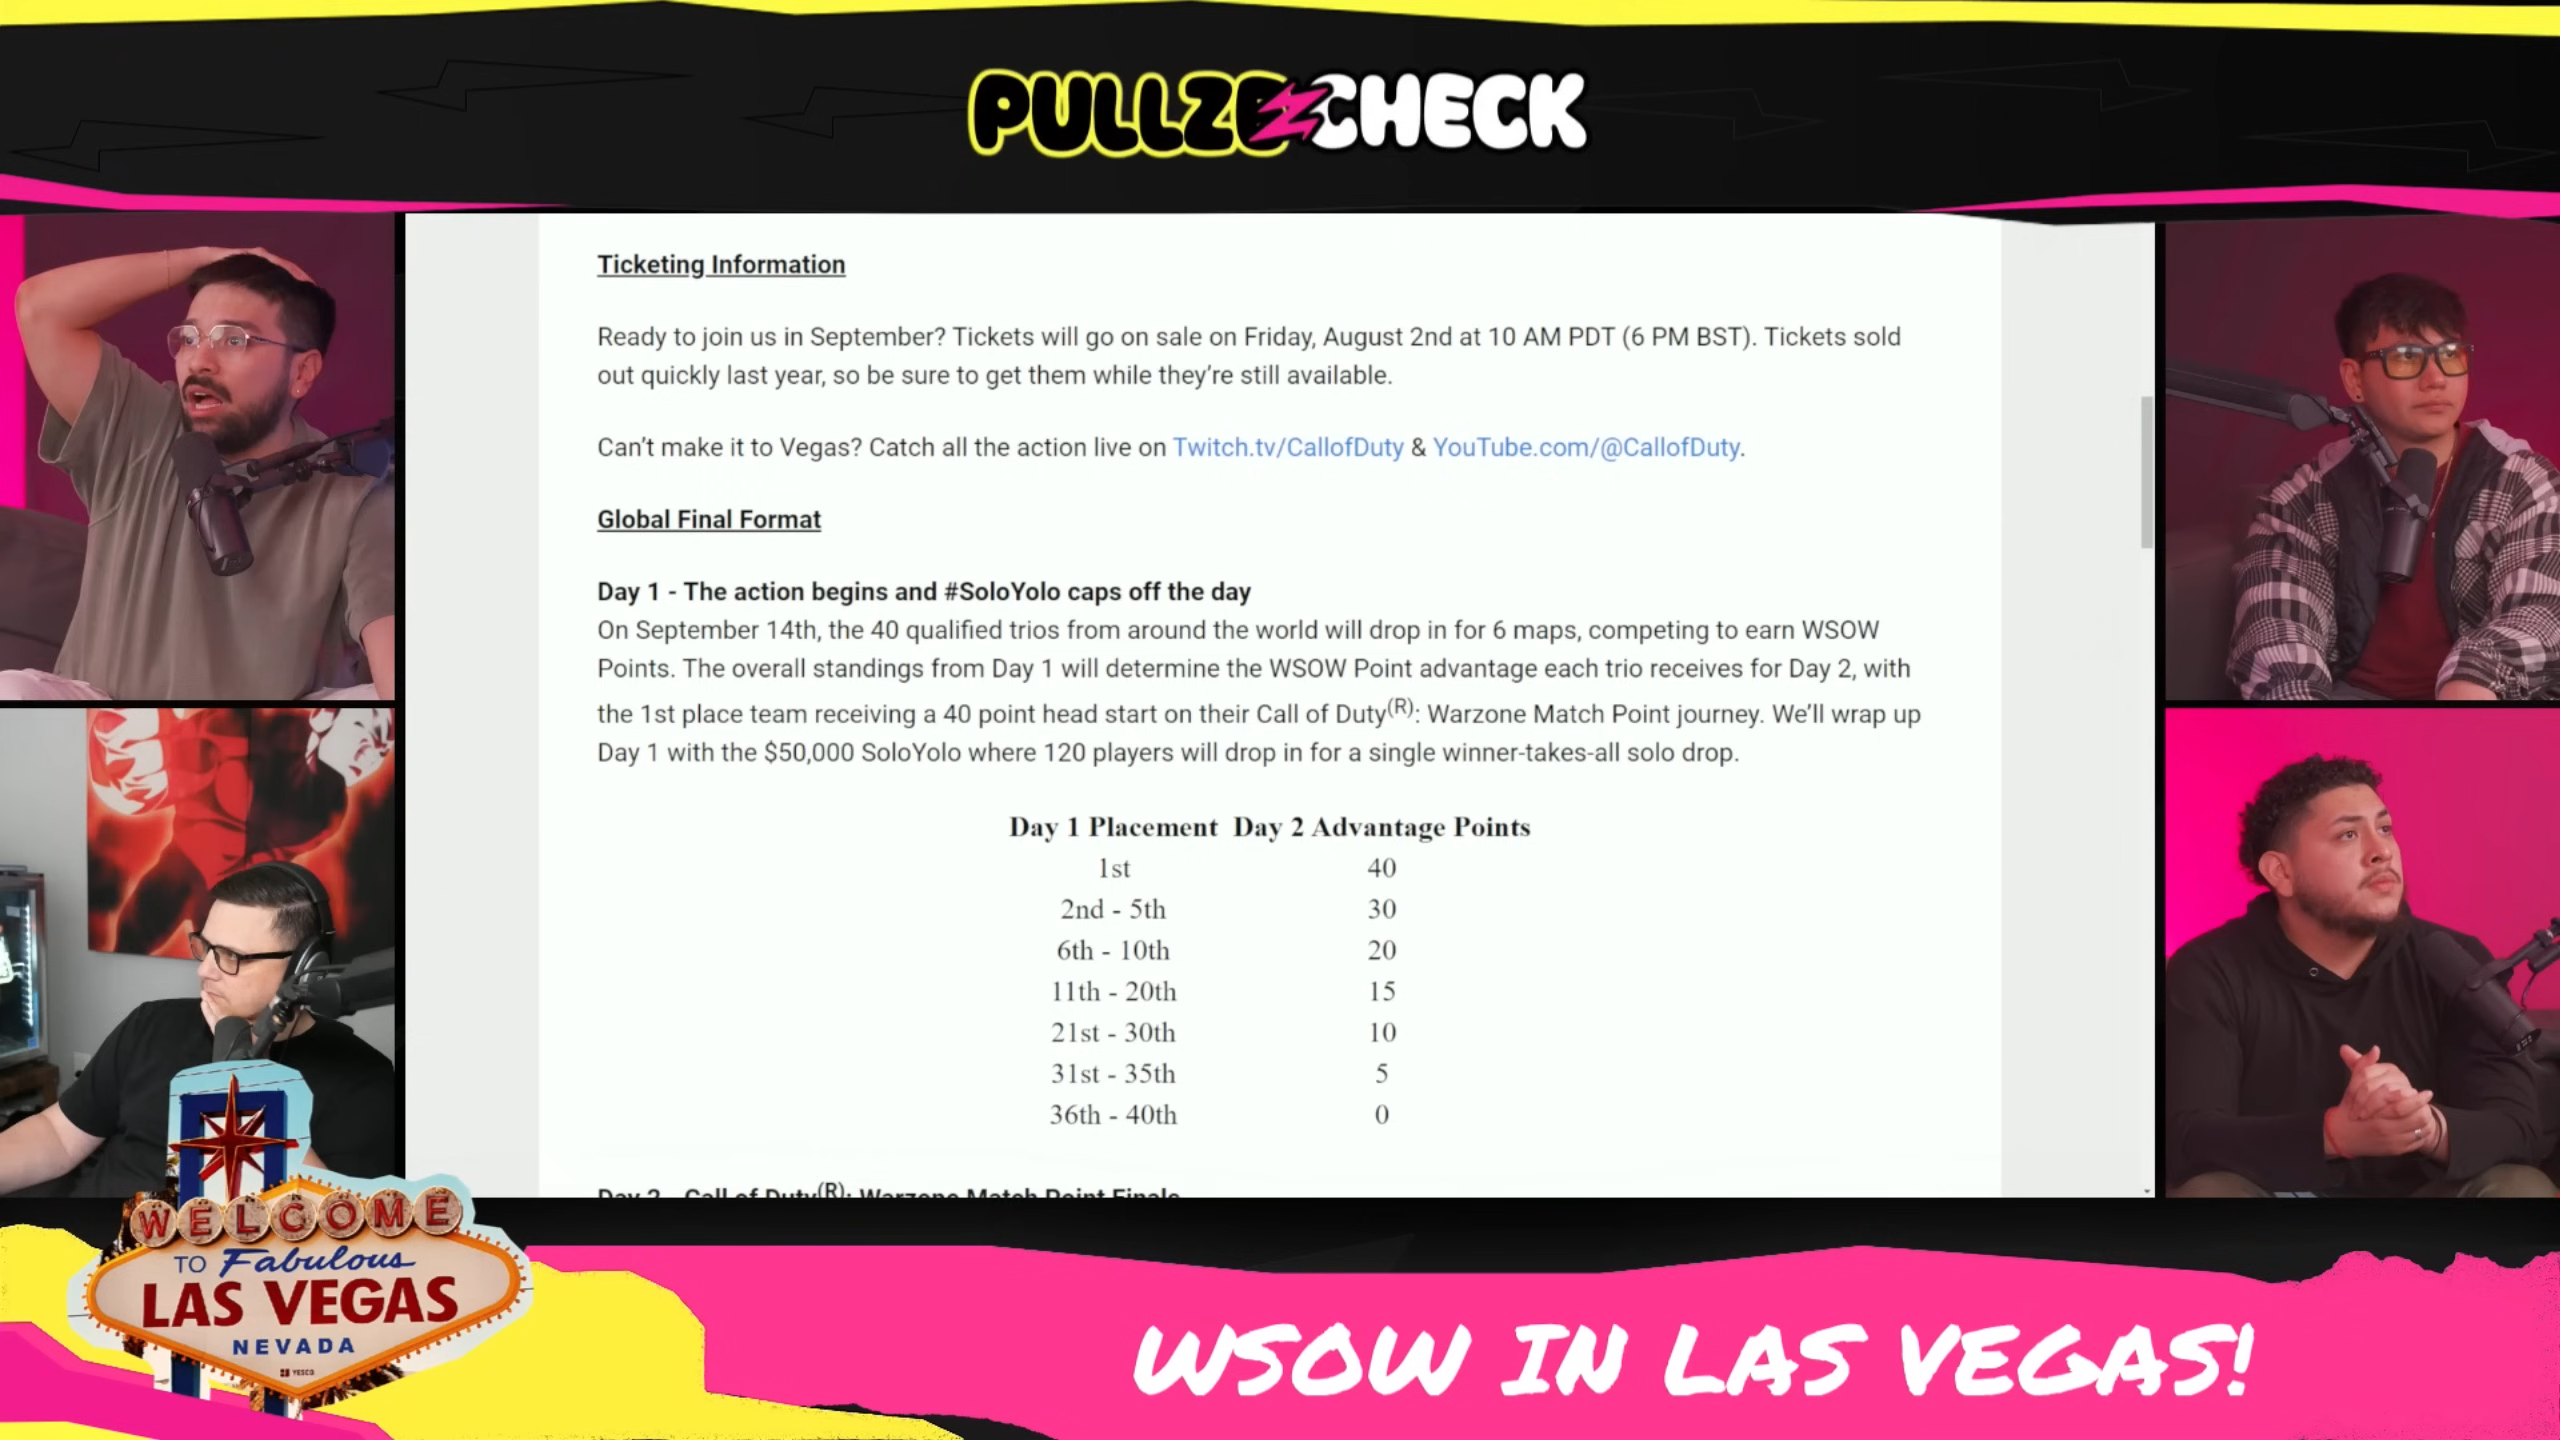 PULLZE CHECK
Ticketing Information
Ready to join us in September? Tickets will go on sale on Friday, August 2nd at 10 AM PDT (6 PM BST). Tickets sold
out quickly last year, so be sure to get them while they’re still available.
Can’t make it to Vegas? Catch all the action live on Twitch.tv/CallofDuty & YouTube.com/@CallofDuty.
Global Final Format
Day 1 - The action begins and #SoloYolo caps off the day
On September 14th, the 40 qualified trios from around the world will drop in for 6 maps, competing to earn WSOW
Points. The overall standings from Day 1 will determine the WSOW Point advantage each trio receives for Day 2, with
the 1st place team receiving a 40 point head start on their Call of Duty(R): Warzone Match Point journey. We’ll wrap up
Day 1 with the $50,000 SoloYolo where 120 players will drop in for a single winner-takes-all solo drop.
Day 1 Placement Day 2 Advantage Points
1st 40
2nd - 5th 30
6th - 10th 20
11th - 20th 15
21st - 30th 10
31st - 35th 5
36th - 40th 0
Day 2 - Call of Duty(R): Warzone Match Point Finals
WELCOME
TO Fabulous
LAS VEGAS
NEVADA
YESCO
WSOW IN LAS VEGAS!